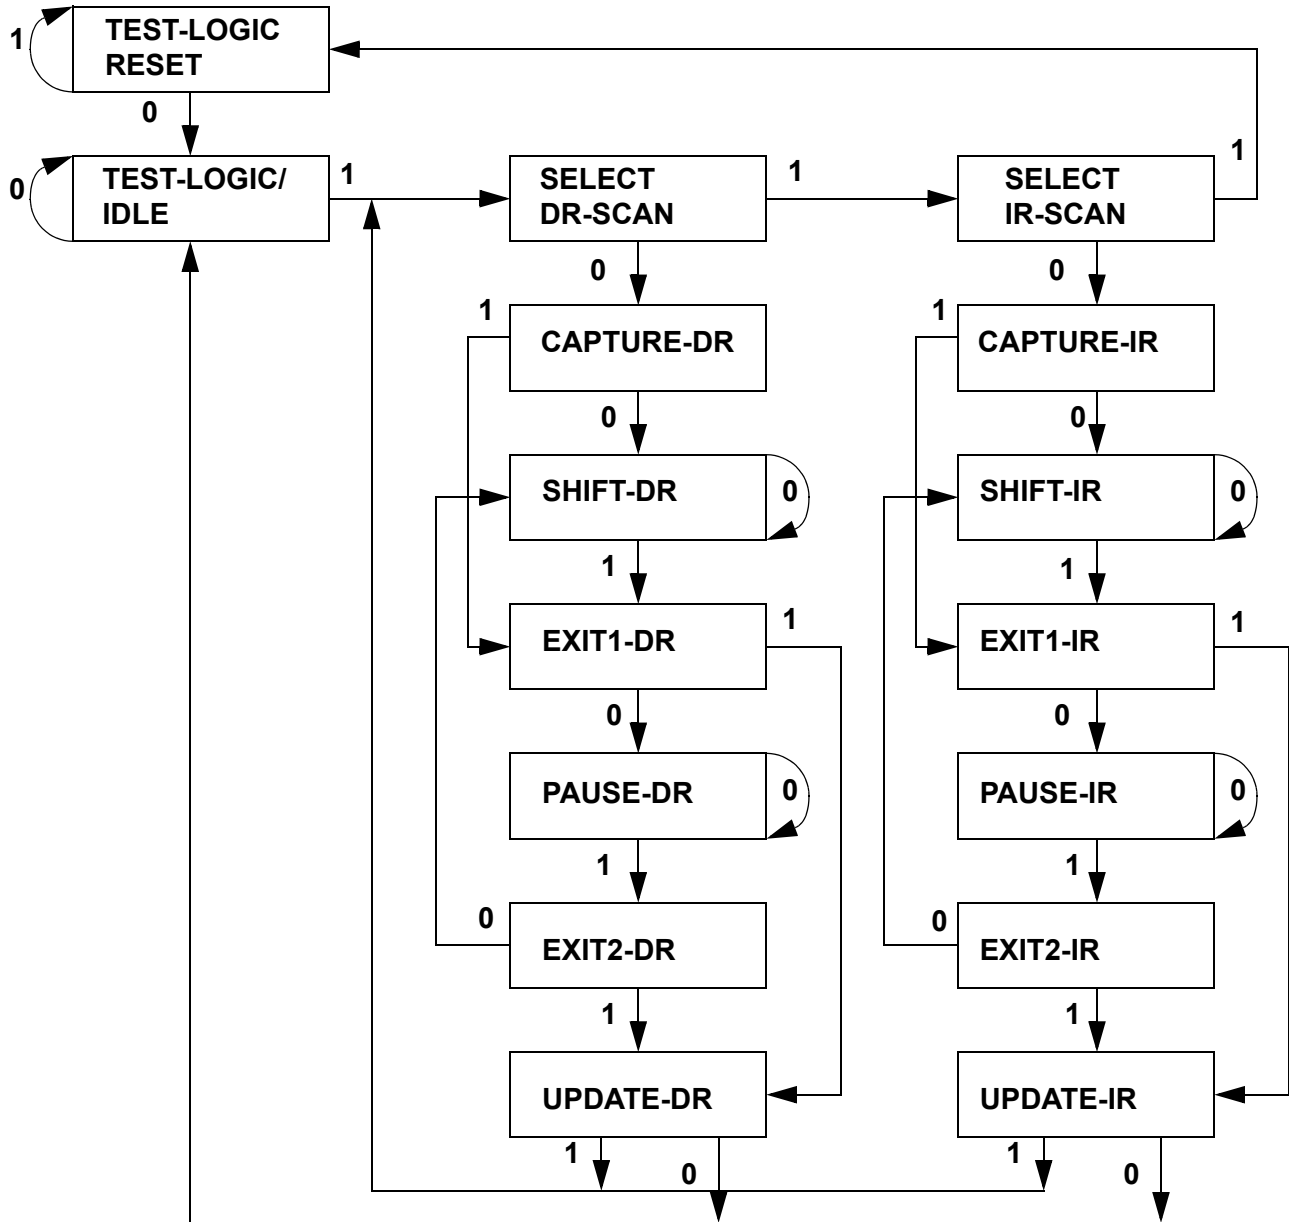 1
TEST-LOGIC
RESET
0
0
TEST-LOGIC/
IDLE
1
SELECT
DR-SCAN
1
SELECT
IR-SCAN
1
0
0
1
CAPTURE-DR
1
CAPTURE-IR
0
0
SHIFT-DR
0
SHIFT-IR
0
1
1
EXIT1-DR
1
EXIT1-IR
1
0
0
PAUSE-DR
0
PAUSE-IR
0
1
1
0
EXIT2-DR
0
EXIT2-IR
1
1
UPDATE-DR
UPDATE-IR
1
0
1
0